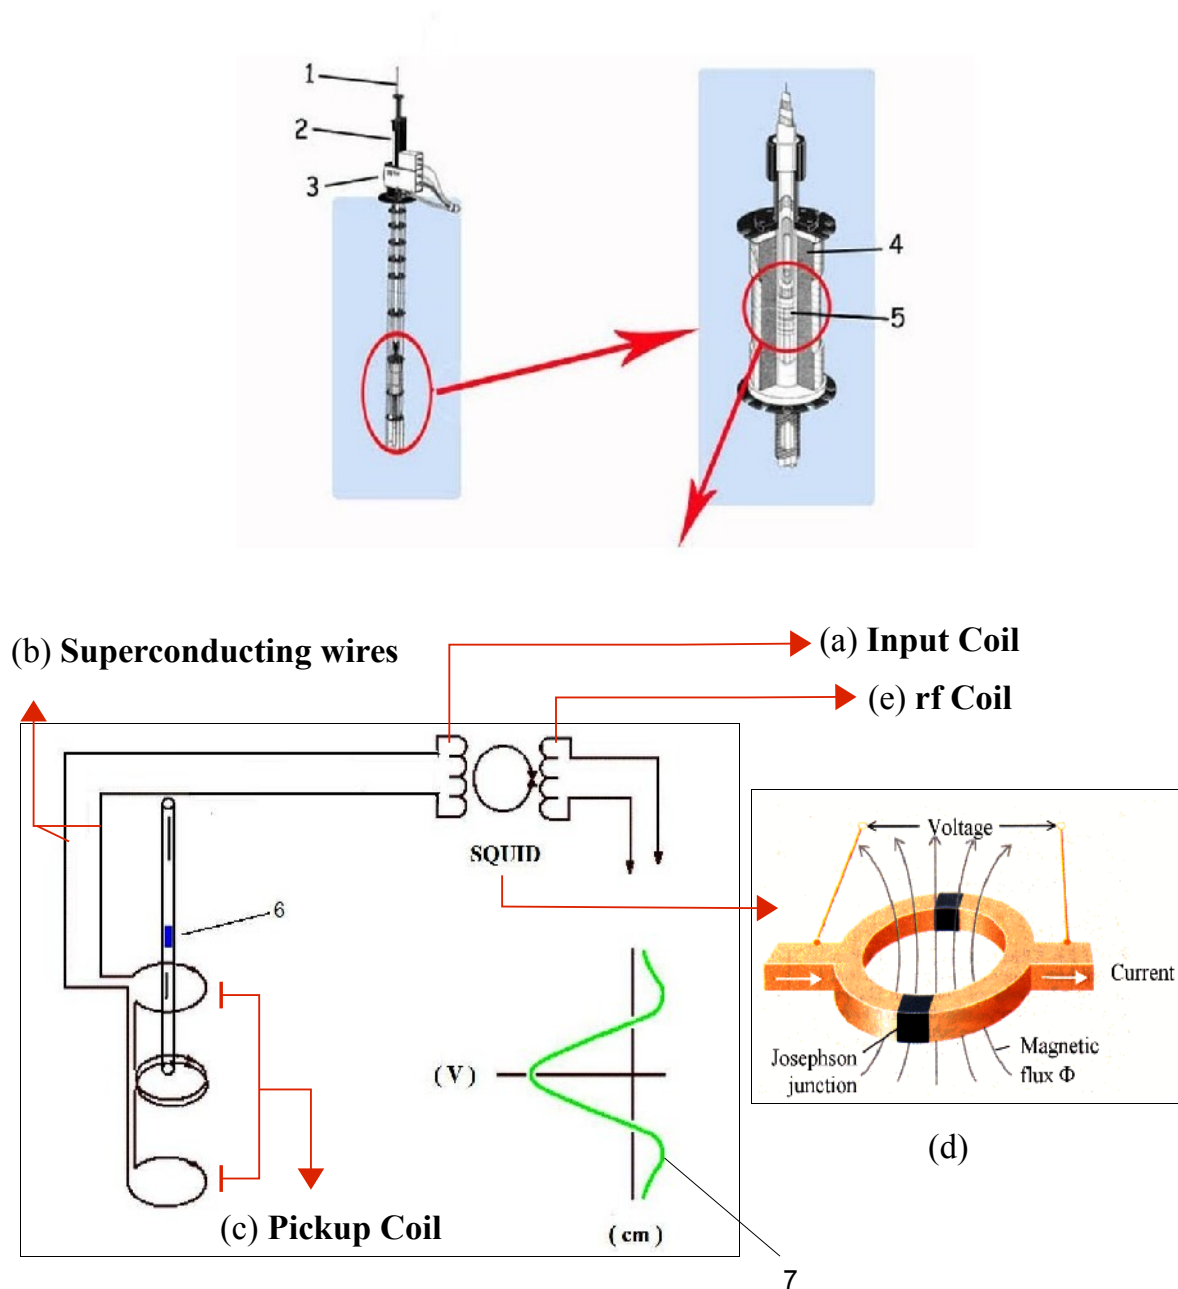 1
2
3
4
5
(b) Superconducting wires
(a) Input Coil
(e) rf Coil
SQUID
6
Voltage
Current
Josephson
junction
Magnetic
flux Φ
(V)
(d)
(c) Pickup Coil
(cm)
7